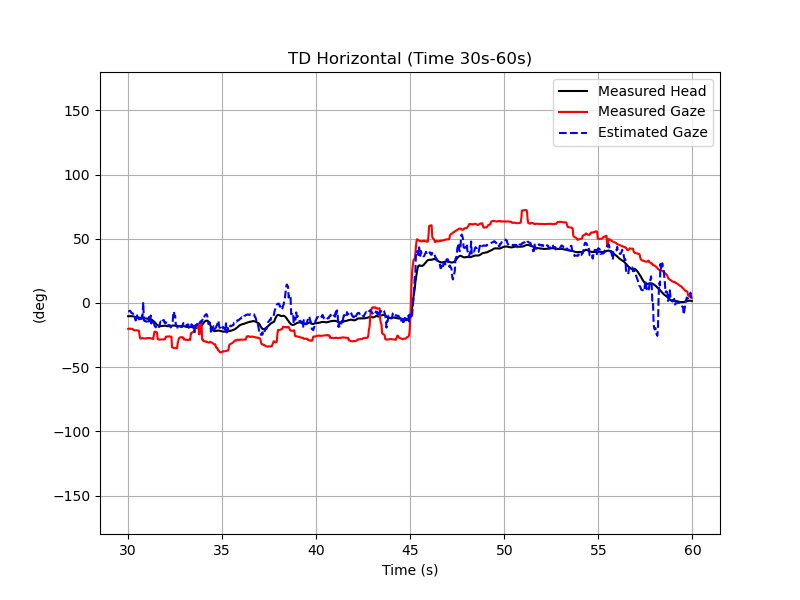 TD Horizontal (Time 30s-60s)
Measured Head
Measured Gaze
Estimated Gaze
150
100
50
0
−50
−100
−150
(deg)
30 35 40 45 50 55 60
Time (s)